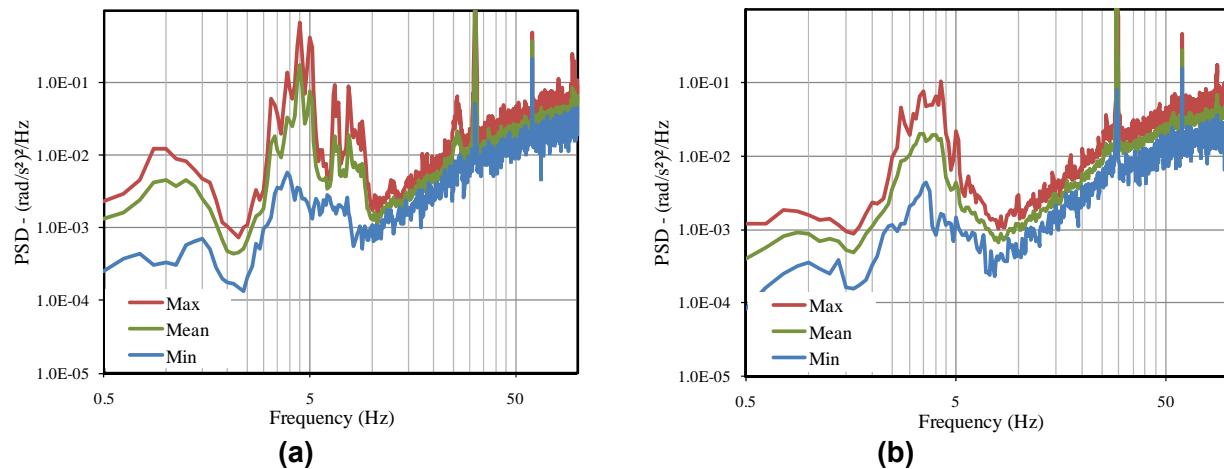 PSD - (rad/s²)²/Hz
1.0E-01
1.0E-02
1.0E-03
1.0E-04
1.0E-05
Max
Mean
Min
0.5
5
50
Frequency (Hz)
(a)
PSD - (rad/s²)²/Hz
1.0E-01
1.0E-02
1.0E-03
1.0E-04
1.0E-05
Max
Mean
Min
0.5
5
50
Frequency (Hz)
(b)